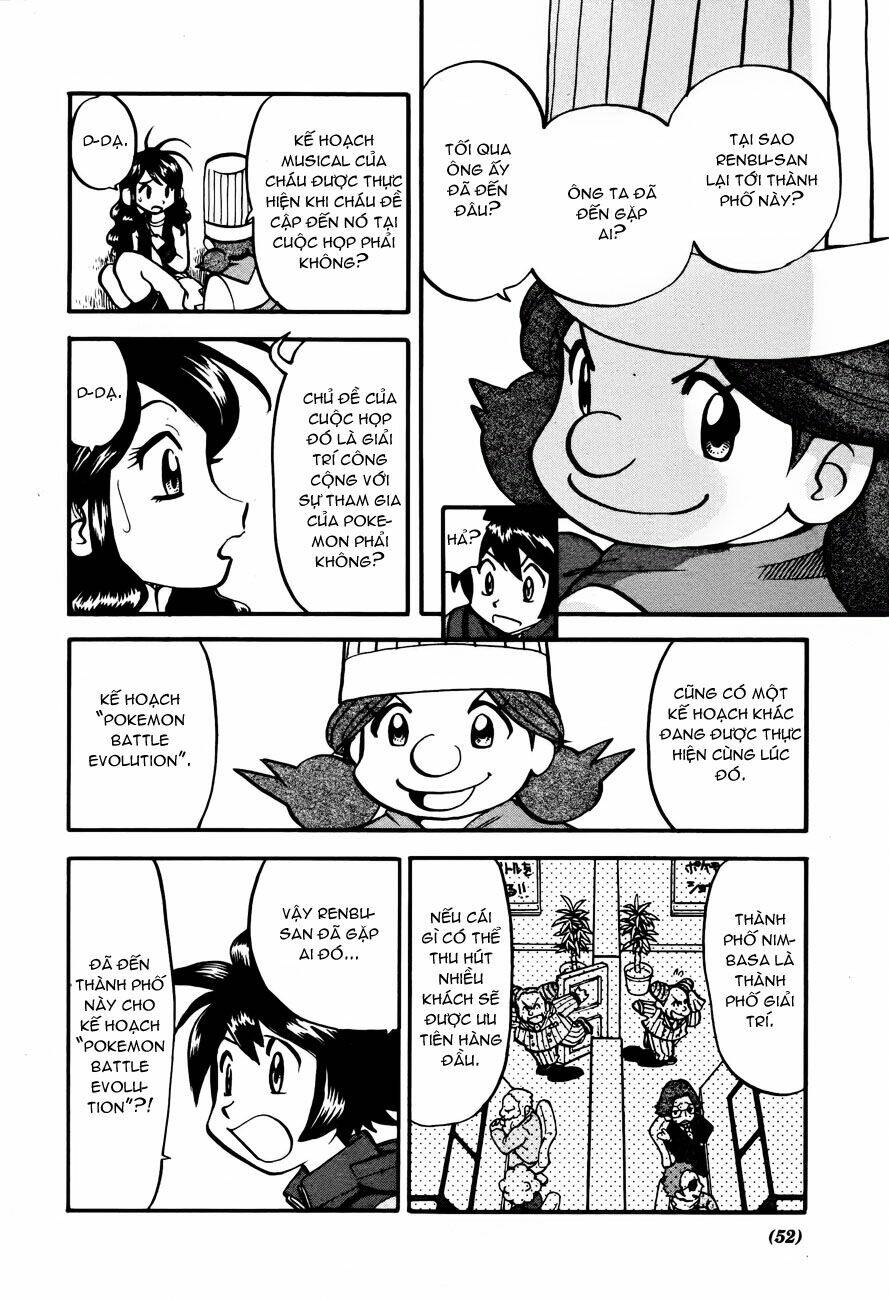 TẠI SAO
RENBU-SAN
LẠI TỚI THÀNH
PHỐ NÀY?
ÔNG TA ĐÃ
ĐẾN GẶP
AI?
TỐI QUA
ÔNG ẤY
ĐÃ ĐẾN
ĐÂU?
KẾ HOẠCH
MUSICAL CỦA
CHÁU ĐƯỢC THỰC
HIỆN KHI CHÁU ĐỀ
CẬP ĐẾN NÓ TẠI
CUỘC HỌP PHẢI
KHÔNG?
D-DẠ.
CHỦ ĐỀ CỦA
CUỘC HỌP
ĐÓ LÀ GIẢI
TRÍ CÔNG
CỘNG VỚI
SỰ THAM GIA
CỦA POKE-
MON PHẢI
KHÔNG?
D-DẠ.
HẢ?
CŨNG CÓ MỘT
KẾ HOẠCH KHÁC
ĐANG ĐƯỢC THỰC
HIỆN CÙNG LÚC
ĐÓ.
KẾ HOẠCH
"POKEMON
BATTLE
EVOLUTION".
THÀNH
PHỐ NIM-
BASA LÀ
THÀNH
PHỐ GIẢI
TRÍ.
NẾU CÁI
GÌ CÓ THỂ
THU HÚT
NHIỀU
KHÁCH SẼ
ĐƯỢC ƯU
TIÊN HÀNG
ĐẦU.
VẬY RENBU-
SAN ĐÃ GẶP
AI ĐÓ...
ĐÃ ĐẾN
THÀNH PHỐ
NÀY CHO
KẾ HOẠCH
"POKEMON
BATTLE
EVOLU-
TION"?!
(52)